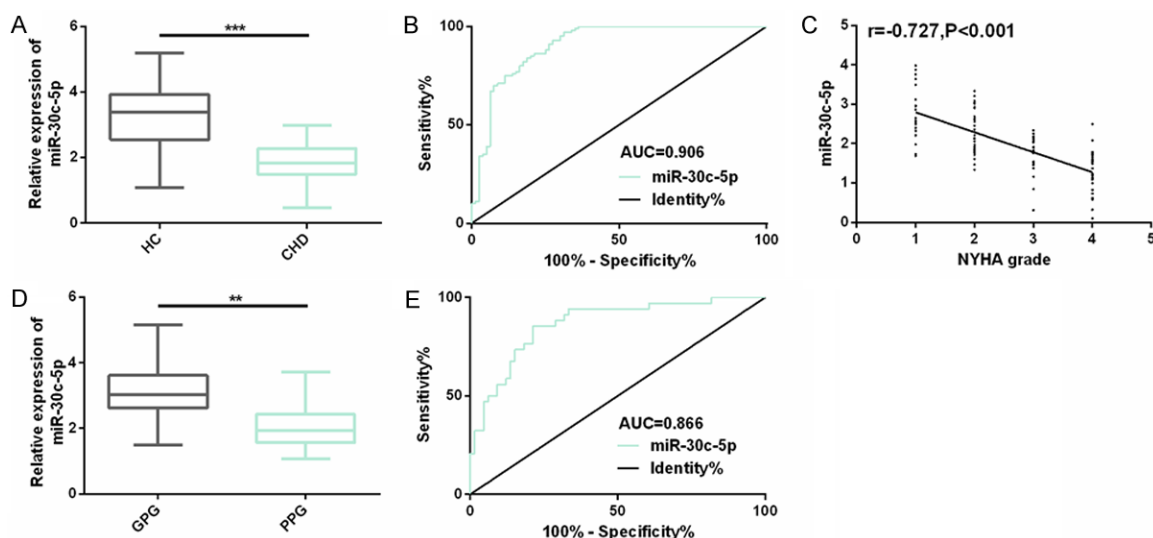 A
Relative expression of
miR-30c-5p
6
4
2
0
***
HC
CHD
B
Sensitivity%
100
50
0
AUC=0.906
miR-30c-5p
Identity%
0
50
100
100% - Specificity%
C
r=-0.727,P<0.001
miR-30c-5p
5
4
3
2
1
0
0
1
2
3
4
5
NYHA grade
D
Relative expression of
miR-30c-5p
6
4
2
0
**
GPG
PPG
E
Sensitivity%
100
50
0
AUC=0.866
miR-30c-5p
Identity%
0
50
100
100% - Specificity%